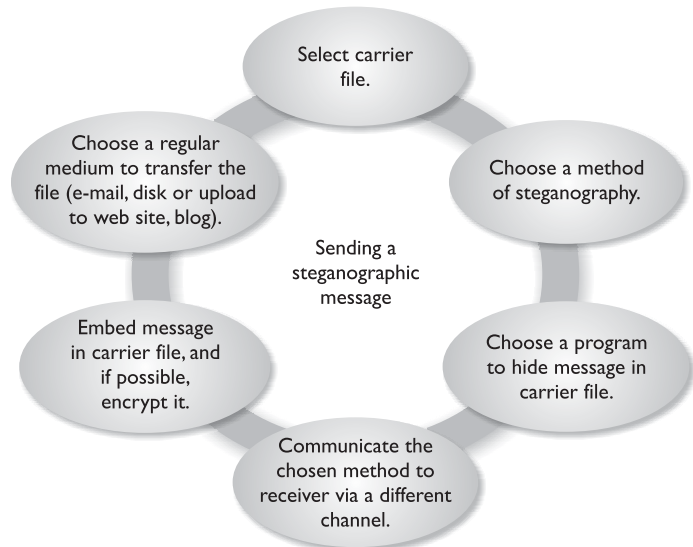 Select carrier
file.
Choose a method
of steganography.
Choose a program
to hide message in
carrier file.
Communicate the
chosen method to
receiver via a different
channel.
Embed message
in carrier file, and
if possible,
encrypt it.
Choose a regular
medium to transfer the
file (e-mail, disk or upload
to web site, blog).
Sending a
steganographic
message